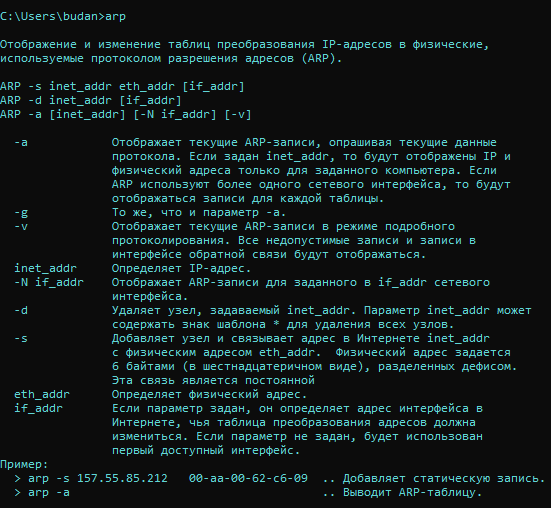 C:\Users\budan>arp
Отображение и изменение таблиц преобразования IP-адресов в физические,
используемые протоколом разрешения адресов (ARP).
ARP -s inet_addr eth_addr [if_addr]
ARP -d inet_addr [if_addr]
ARP -a [inet_addr] [-N if_addr] [-v]
-a Отображает текущие ARP-записи, опрашивая текущие данные
протокола. Если задан inet_addr, то будут отображены IP и
физический адреса только для заданного компьютера. Если
ARP используют более одного сетевого интерфейса, то будут
отображаться записи для каждой таблицы.
-g То же, что и параметр -a.
-v Отображает текущие ARP-записи в режиме подробного
протоколирования. Все недопустимые записи и записи в
интерфейсе обратной связи будут отображаться.
inet_addr Определяет IP-адрес.
-N if_addr Отображает ARP-записи для заданного в if_addr сетевого
интерфейса.
-d Удаляет узел, задаваемый inet_addr. Параметр inet_addr может
содержать знак шаблона * для удаления всех узлов.
-s Добавляет узел и связывает адрес в Интернете inet_addr
с физическим адресом eth_addr. Физический адрес задается
6 байтами (в шестнадцатеричном виде), разделенных дефисом.
Эта связь является постоянной
eth_addr Определяет физический адрес.
if_addr Если параметр задан, он определяет адрес интерфейса в
Интернете, чья таблица преобразования адресов должна
измениться. Если параметр не задан, будет использован
первый доступный интерфейс.
Пример:
> arp -s 157.55.85.212 00-aa-00-62-c6-09 .. Добавляет статическую запись.
> arp -a .. Выводит ARP-таблицу.